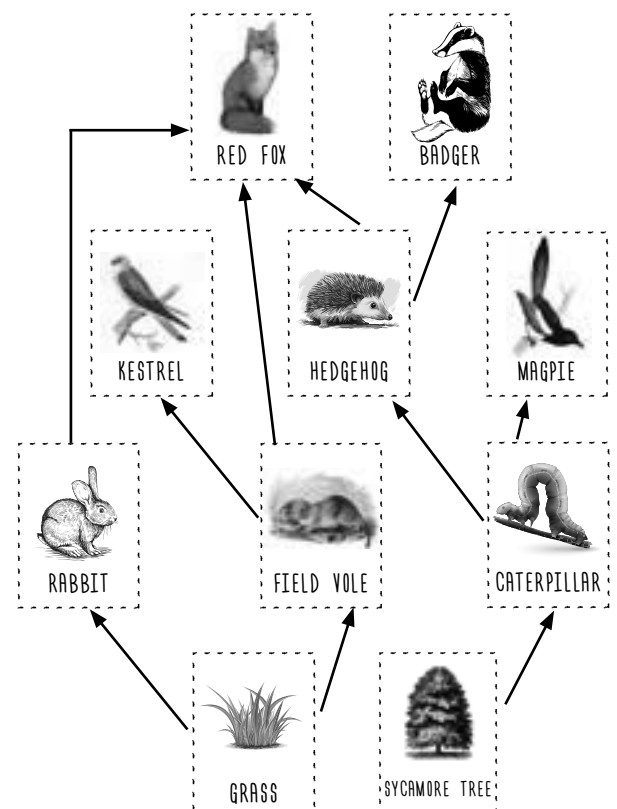 RED FOX
BADGER
KESTREL
HEDGEHOG
MAGPIE
RABBIT
FIELD VOLE
CATERPILLAR
GRASS
SYCAMORE TREE